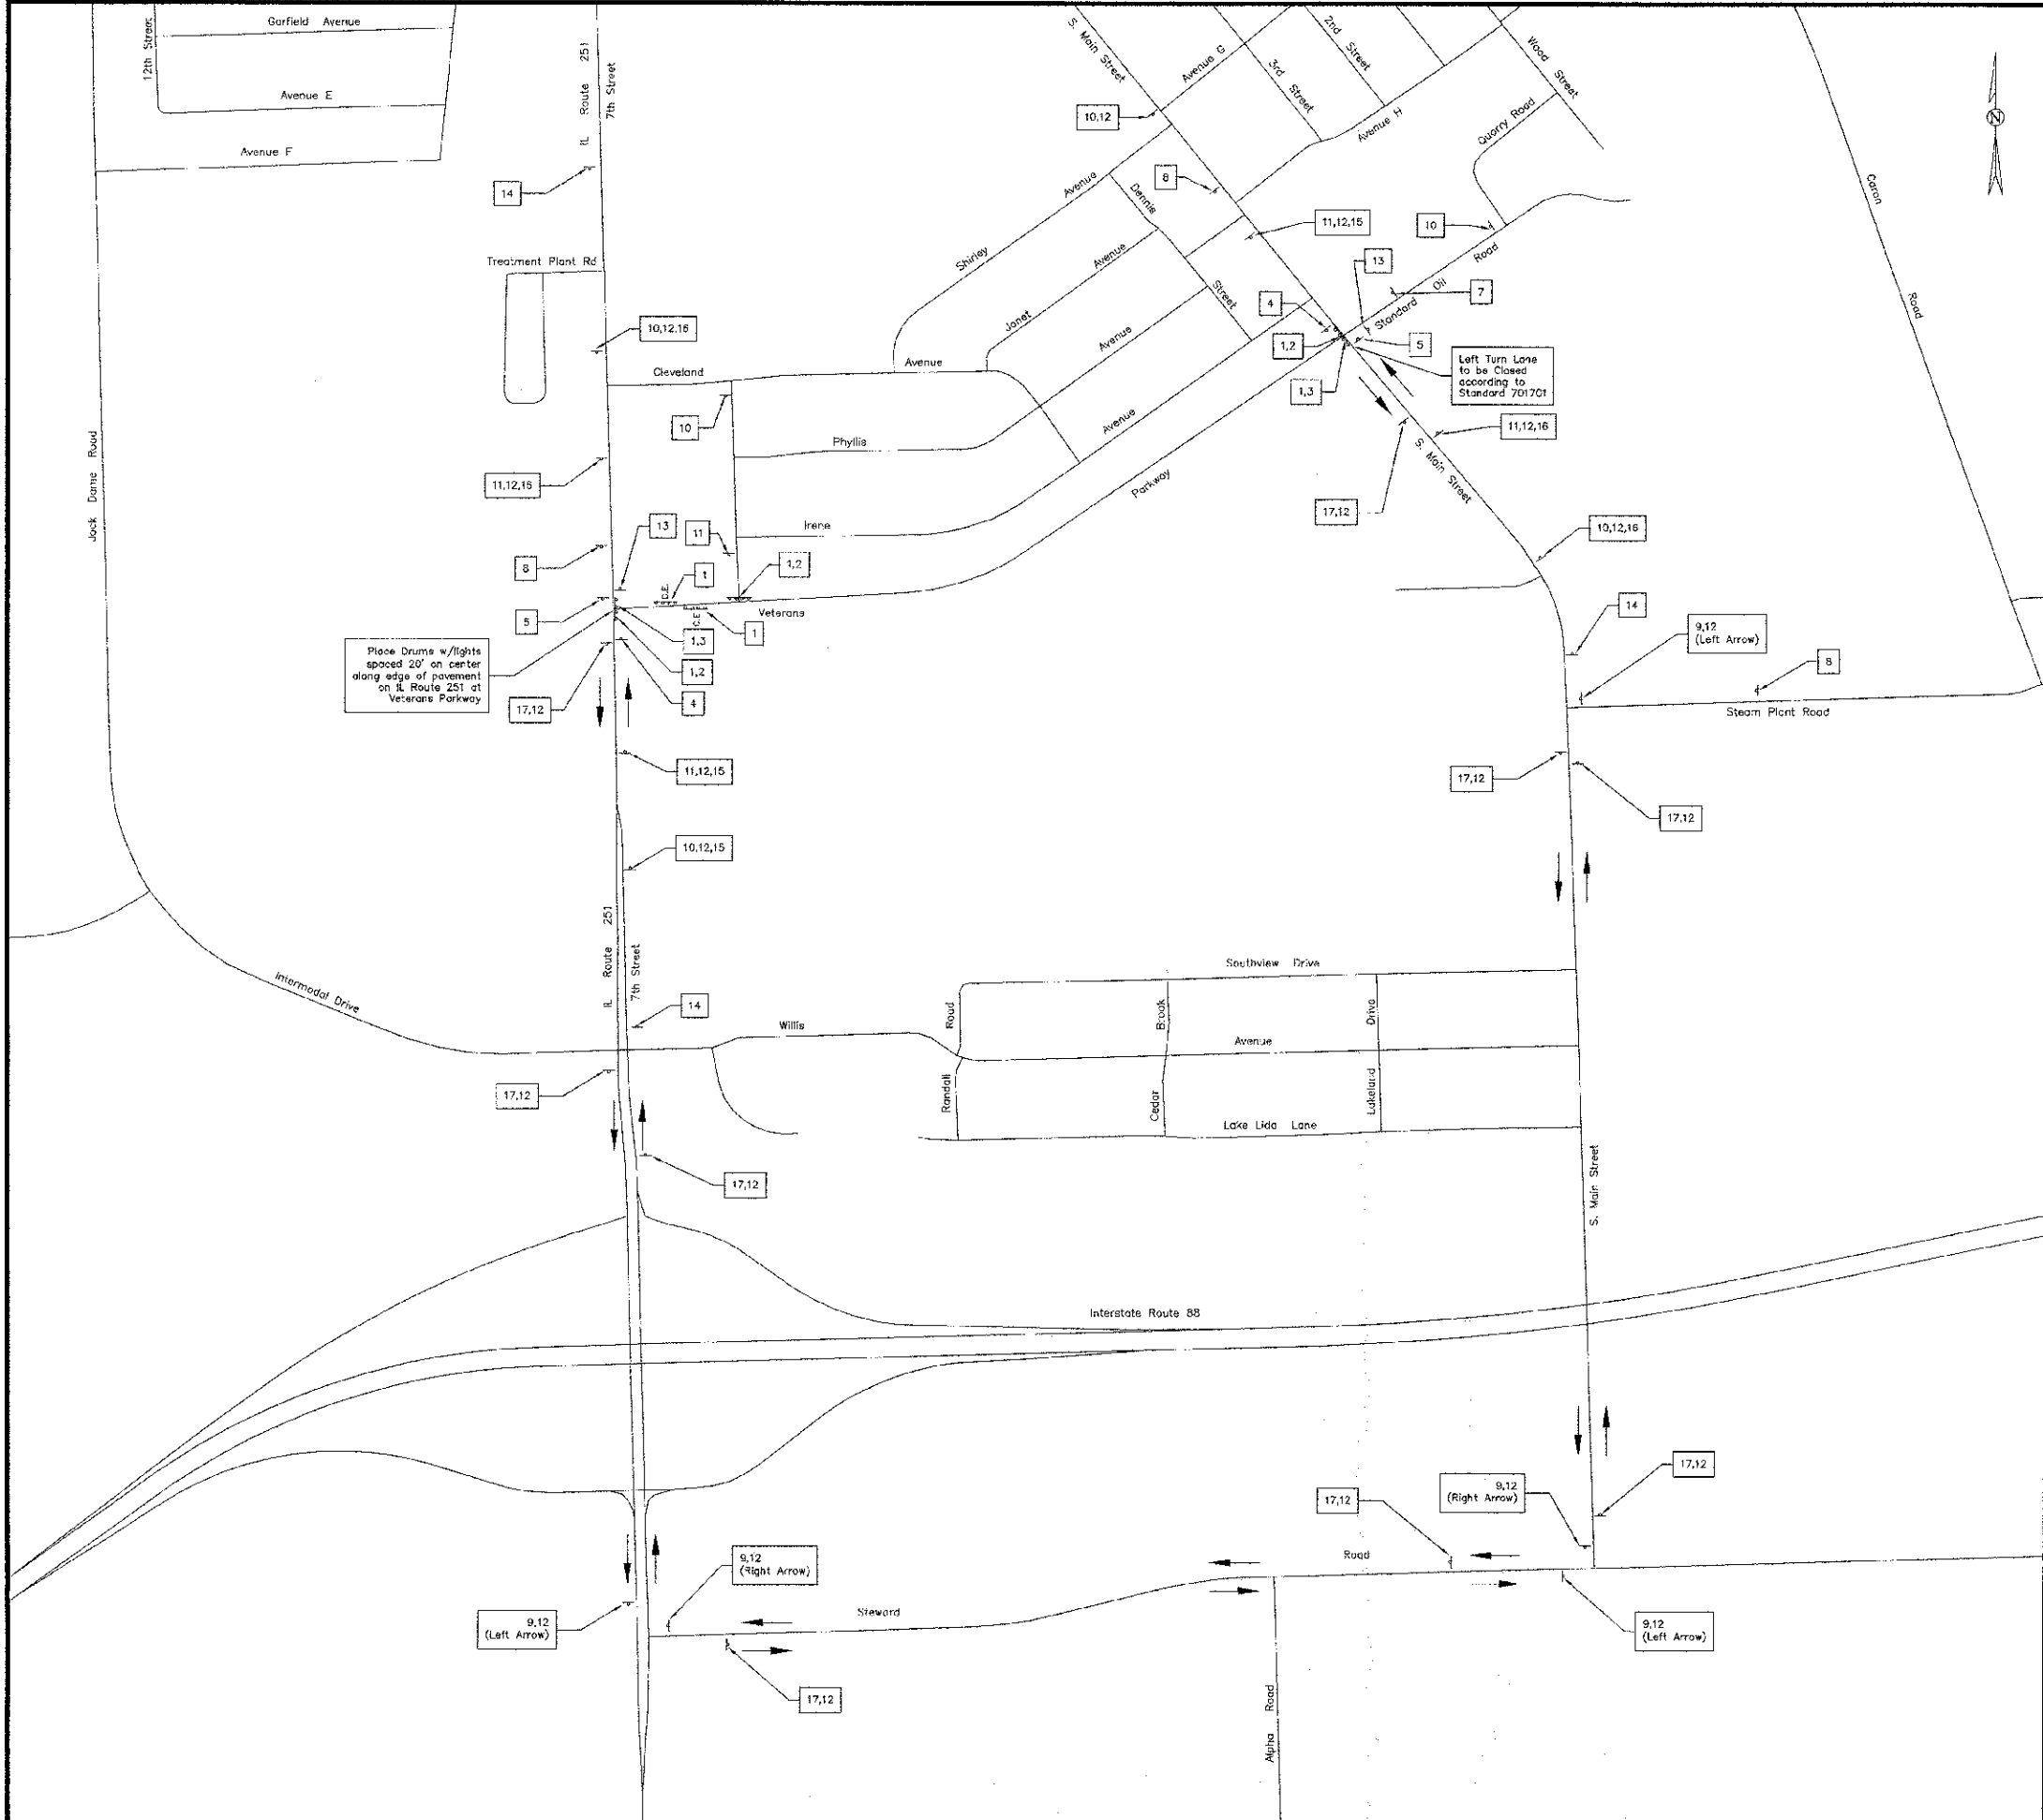 Garfield Avenue
12th Street
Avenue E
Avenue F
IL Route 251
7th Street
14
Treatment Plant Rd
10,12,16
Cleveland
Avenue
10
Phyllis
Avenue
11,12,16
13
11
Irene
Avenue
8
1,2
D.E.
1
5
Veterans
Parkway
1
1,3
1,2
4
17,12
Place Drums w/lights
spaced 20' on center
along edge of pavement
on IL Route 251 at
Veterans Parkway
11,12,15
10,12,15
Jack Dame Road
S. Main Street
Avenue G
2nd Street
3rd Street
Wood Street
Avenue H
Quarry Road
10,12
8
Shirley
Avenue
Dennis
Street
Janet
Avenue
11,12,15
10
13
7
Standard Oil Road
4
1,2
5
1,3
Left Turn Lane
to be Closed
according to
Standard 701701
11,12,16
17,12
S. Main Street
10,12,16
14
9,12
(Left Arrow)
8
Steam Plant Road
17,12
17,12
Caron
Road
N
IL Route 251
7th Street
14
Intermodal Drive
17,12
Willis
Avenue
17,12
Southview Drive
Randall
Road
Cedar
Brook
Lakeland
Drive
Lake Lida Lane
S. Main Street
Interstate Route 88
17,12
9,12
(Right Arrow)
17,12
9,12
(Right Arrow)
9,12
(Left Arrow)
Steward
Road
17,12
9,12
(Left Arrow)
Alpha Road